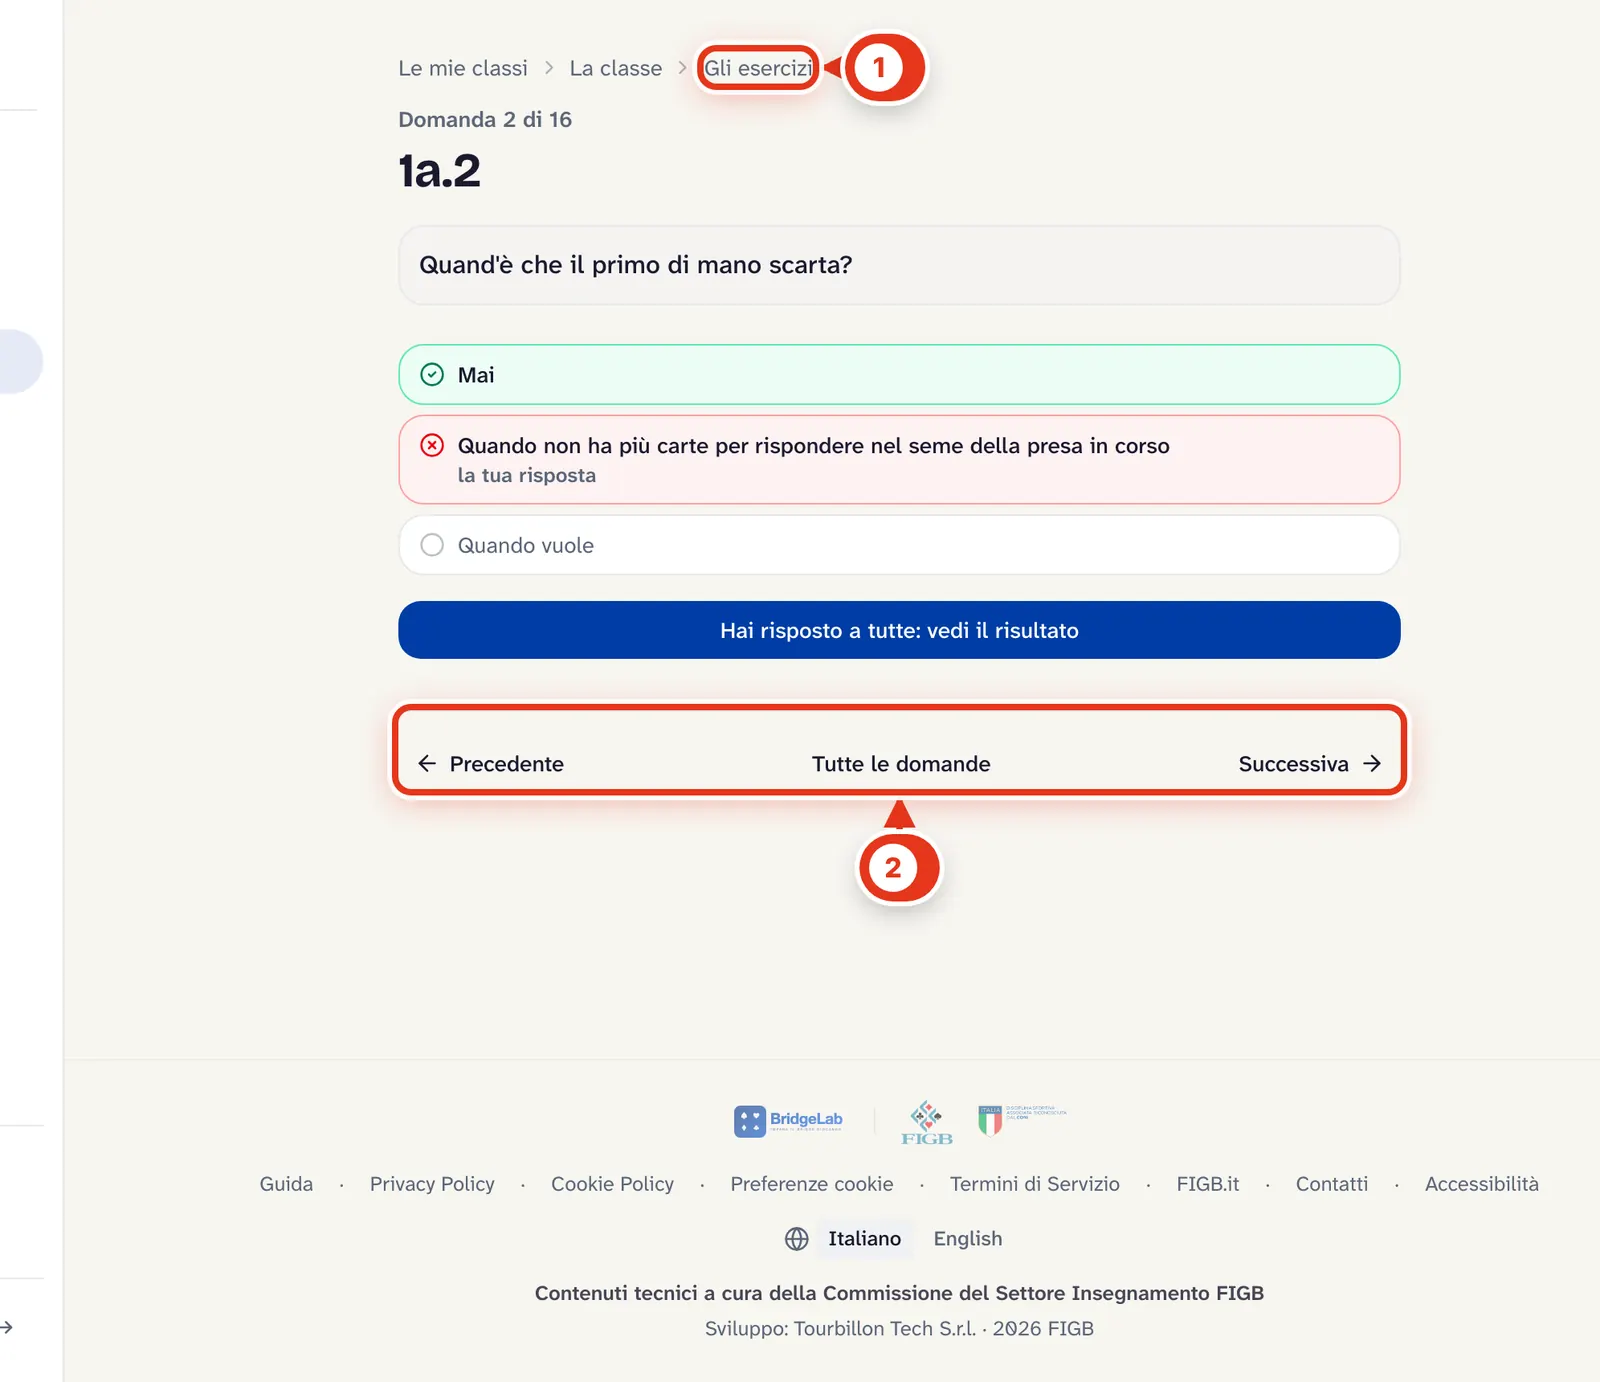 Le mie classi > La classe > Gli esercizi
1
Domanda 2 di 16
1a.2
Quand'è che il primo di mano scarta?
Mai
Quando non ha più carte per rispondere nel seme della presa in corso
la tua risposta
Quando vuole
Hai risposto a tutte: vedi il risultato
← Precedente
Tutte le domande
Successiva →
2
BridgeLab
FIGB
ITALIA
Guida · Privacy Policy · Cookie Policy · Preferenze cookie · Termini di Servizio · FIGB.it · Contatti · Accessibilità
Italiano English
Contenuti tecnici a cura della Commissione del Settore Insegnamento FIGB
Sviluppo: Tourbillon Tech S.r.l. · 2026 FIGB